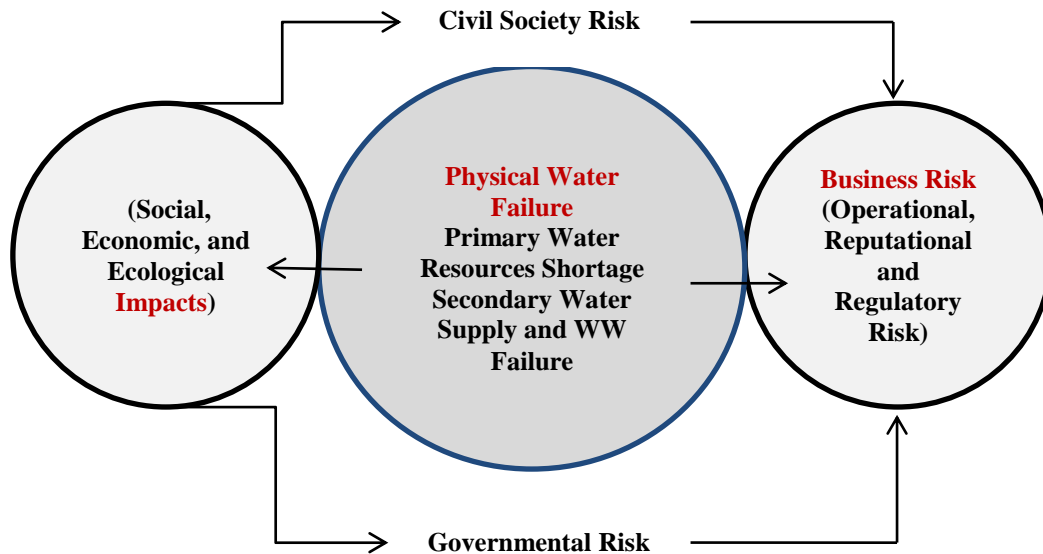 Civil Society Risk
(Social,
Economic, and
Ecological
Impacts)
Physical Water
Failure
Primary Water
Resources Shortage
Secondary Water
Supply and WW
Failure
Business Risk
(Operational,
Reputational
and
Regulatory
Risk)
Governmental Risk